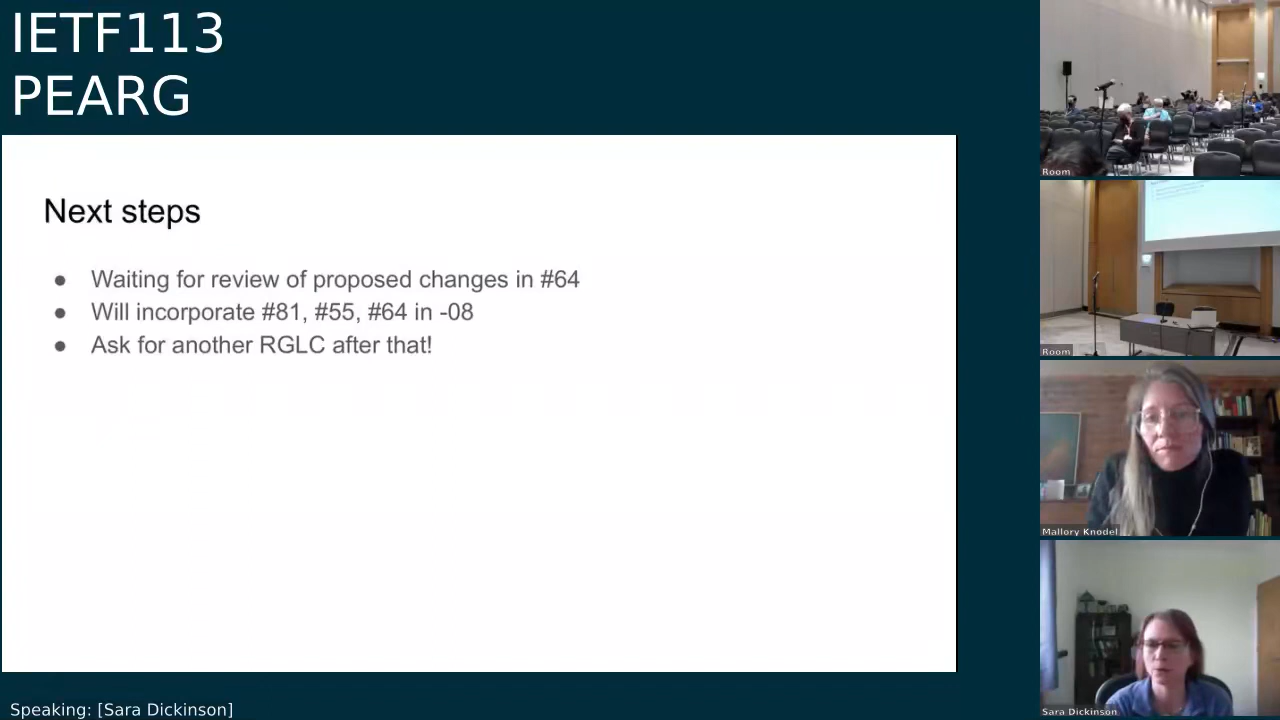 IETF113
PEARG
Next steps
● Waiting for review of proposed changes in #64
● Will incorporate #81, #55, #64 in -08
● Ask for another RGLC after that!
Room
Room
Mallory Knodel
Sara Dickinson
Speaking: [Sara Dickinson]